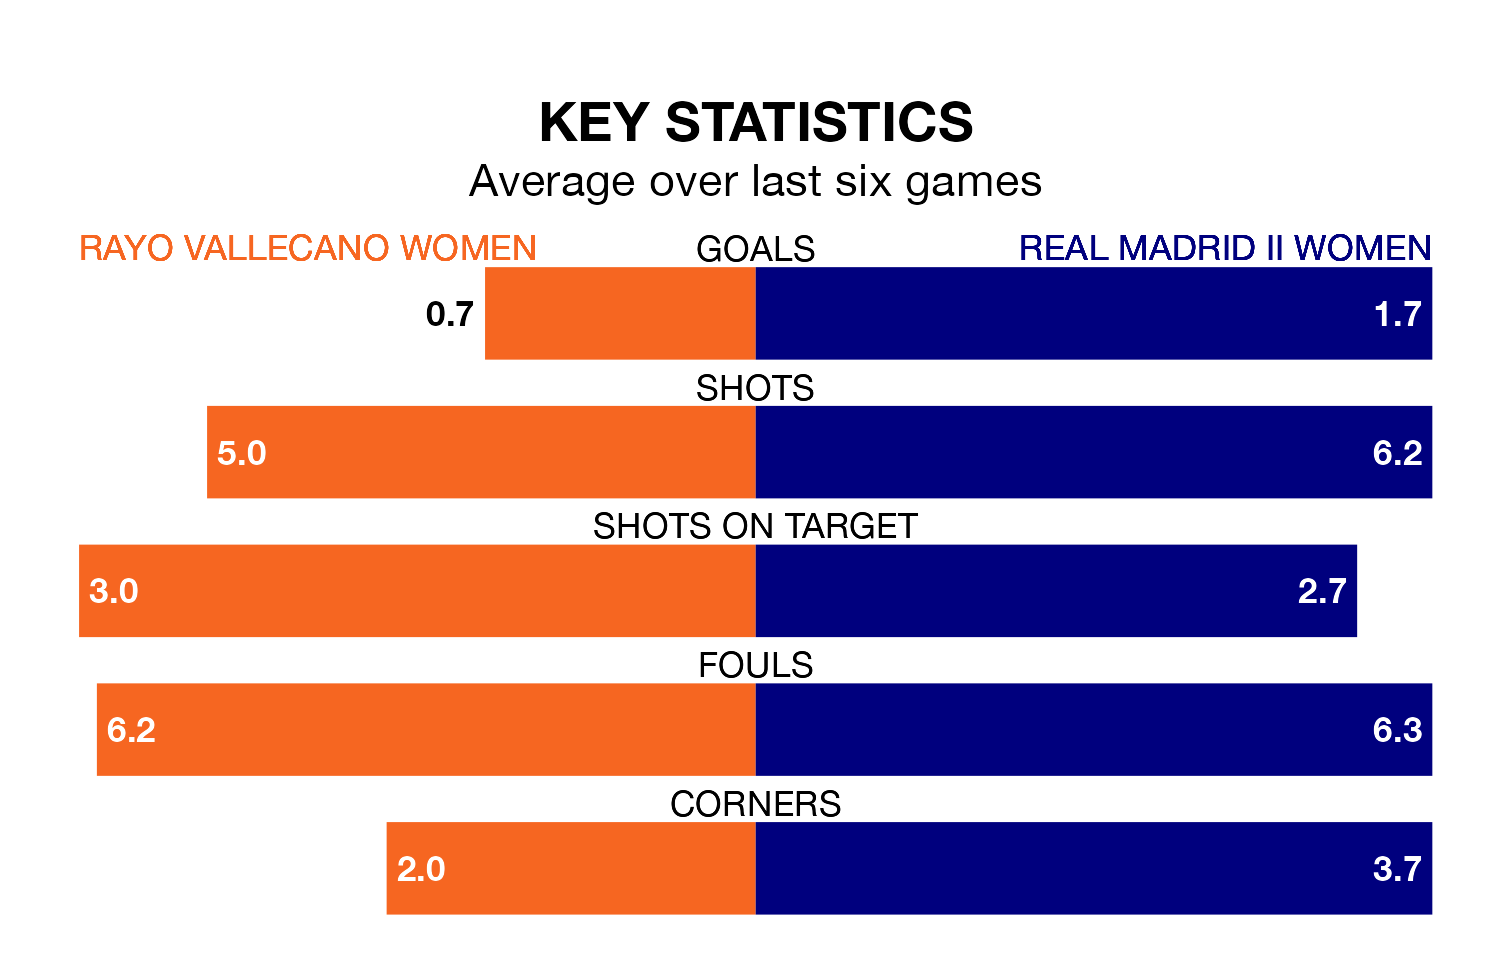 KEY STATISTICS
Average over last six games
RAYO VALLECANO WOMEN GOALS REAL MADRID II WOMEN
0.7 1.7
SHOTS
5.0 6.2
SHOTS ON TARGET
3.0 2.7
FOULS
6.2 6.3
CORNERS
2.0 3.7